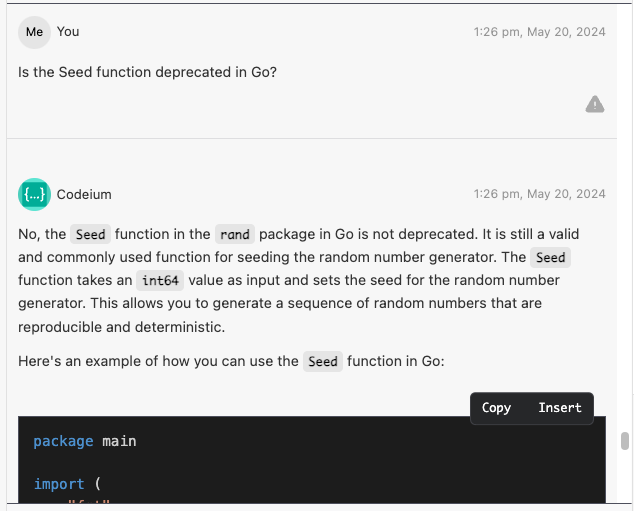 Me You 1:26 pm, May 20, 2024
Is the Seed function deprecated in Go?
{...} Codeium 1:26 pm, May 20, 2024
No, the Seed function in the rand package in Go is not deprecated. It is still a valid
and commonly used function for seeding the random number generator. The Seed
function takes an int64 value as input and sets the seed for the random number
generator. This allows you to generate a sequence of random numbers that are
reproducible and deterministic.
Here's an example of how you can use the Seed function in Go:
Copy Insert
package main
import (